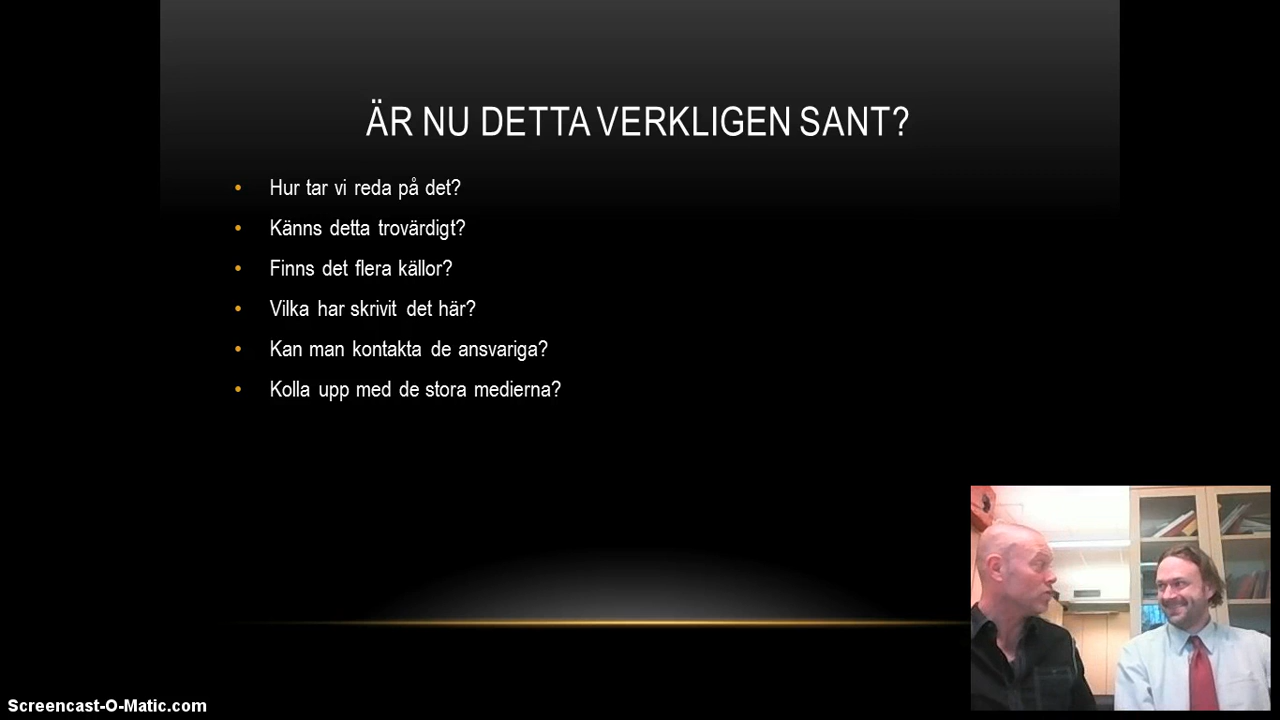 ÄR NU DETTA VERKLIGEN SANT?
• Hur tar vi reda på det?
• Känns detta trovärdigt?
• Finns det flera källor?
• Vilka har skrivit det här?
• Kan man kontakta de ansvariga?
• Kolla upp med de stora medierna?
Screencast-O-Matic.com